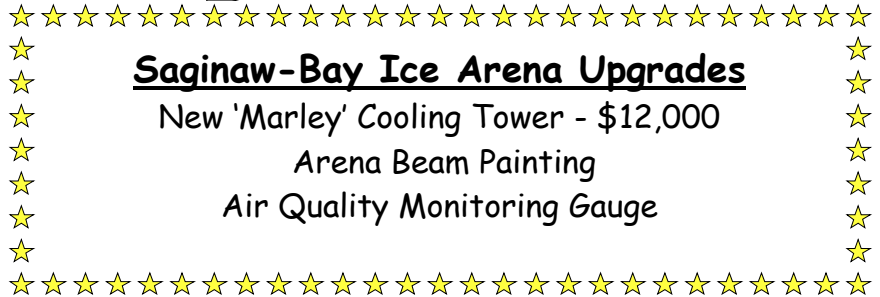 Saginaw-Bay Ice Arena Upgrades
New ‘Marley’ Cooling Tower - $12,000
Arena Beam Painting
Air Quality Monitoring Gauge